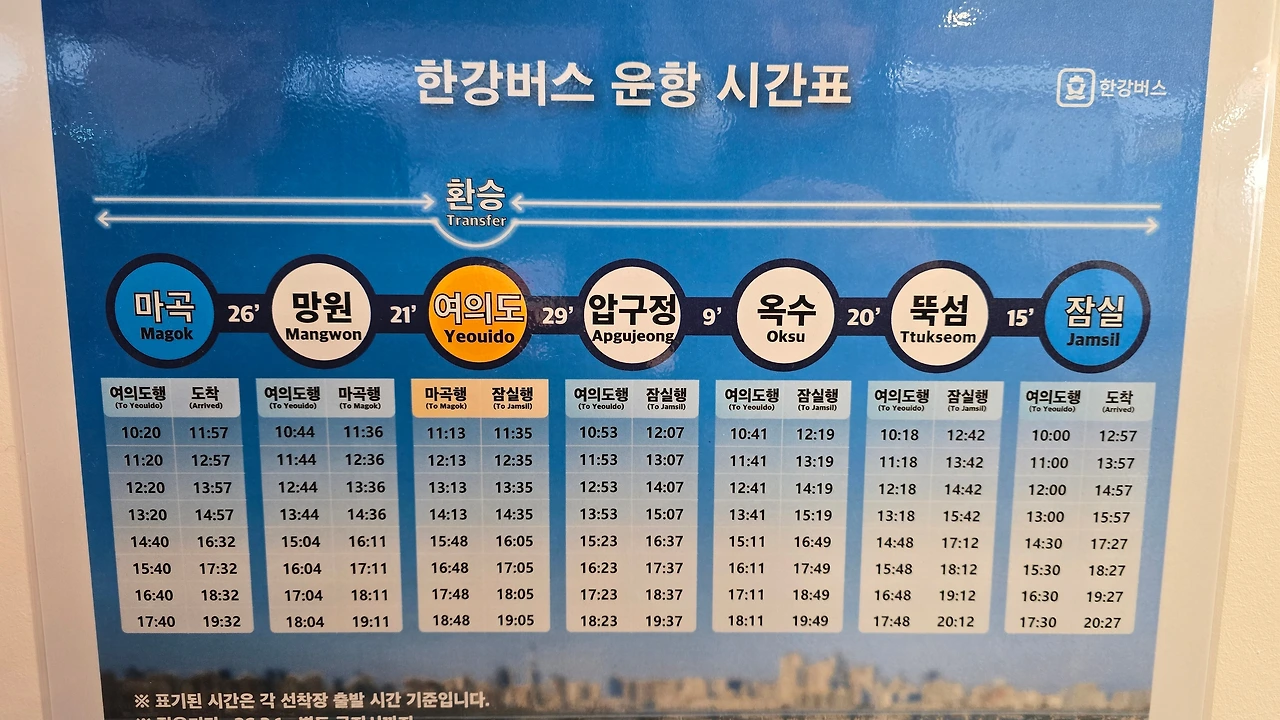 한강버스 운항 시간표
한강버스
환승
Transfer
마곡 26’ 망원 21’ 여의도 29’ 압구정 9’ 옥수 20’ 뚝섬 15’ 잠실
Magok Mangwon Yeouido Apgujeong Oksu Ttukseom Jamsil
여의도행 도착 여의도행 마곡행 마곡행 잠실행 여의도행 잠실행 여의도행 잠실행 여의도행 잠실행 여의도행 도착
(To Yeouido) (Arrived) (To Yeouido) (To Magok) (To Magok) (To Jamsil) (To Yeouido) (To Jamsil) (To Yeouido) (To Jamsil) (To Yeouido) (To Jamsil) (To Yeouido) (Arrived)
10:20 11:57 10:44 11:36 11:13 11:35 10:53 12:07 10:41 12:19 10:18 12:42 10:00 12:57
11:20 12:57 11:44 12:36 12:13 12:35 11:53 13:07 11:41 13:19 11:18 13:42 11:00 13:57
12:20 13:57 12:44 13:36 13:13 13:35 12:53 14:07 12:41 14:19 12:18 14:42 12:00 14:57
13:20 14:57 13:44 14:36 14:13 14:35 13:53 15:07 13:41 15:19 13:18 15:42 13:00 15:57
14:40 16:32 15:04 16:11 15:48 16:05 15:23 16:37 15:11 16:49 14:48 17:12 14:30 17:27
15:40 17:32 16:04 17:11 16:48 17:05 16:23 17:37 16:11 17:49 15:48 18:12 15:30 18:27
16:40 18:32 17:04 18:11 17:48 18:05 17:23 18:37 17:11 18:49 16:48 19:12 16:30 19:27
17:40 19:32 18:04 19:11 18:48 19:05 18:23 19:37 18:11 19:49 17:48 20:12 17:30 20:27
※ 표기된 시간은 각 선착장 출발 시간 기준입니다.